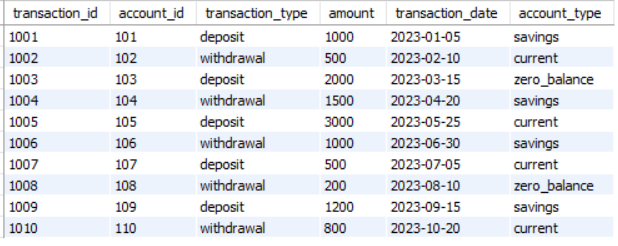 transaction_id account_id transaction_type amount transaction_date account_type
1001 101 deposit 1000 2023-01-05 savings
1002 102 withdrawal 500 2023-02-10 current
1003 103 deposit 2000 2023-03-15 zero_balance
1004 104 withdrawal 1500 2023-04-20 savings
1005 105 deposit 3000 2023-05-25 current
1006 106 withdrawal 1000 2023-06-30 savings
1007 107 deposit 500 2023-07-05 current
1008 108 withdrawal 200 2023-08-10 zero_balance
1009 109 deposit 1200 2023-09-15 savings
1010 110 withdrawal 800 2023-10-20 current